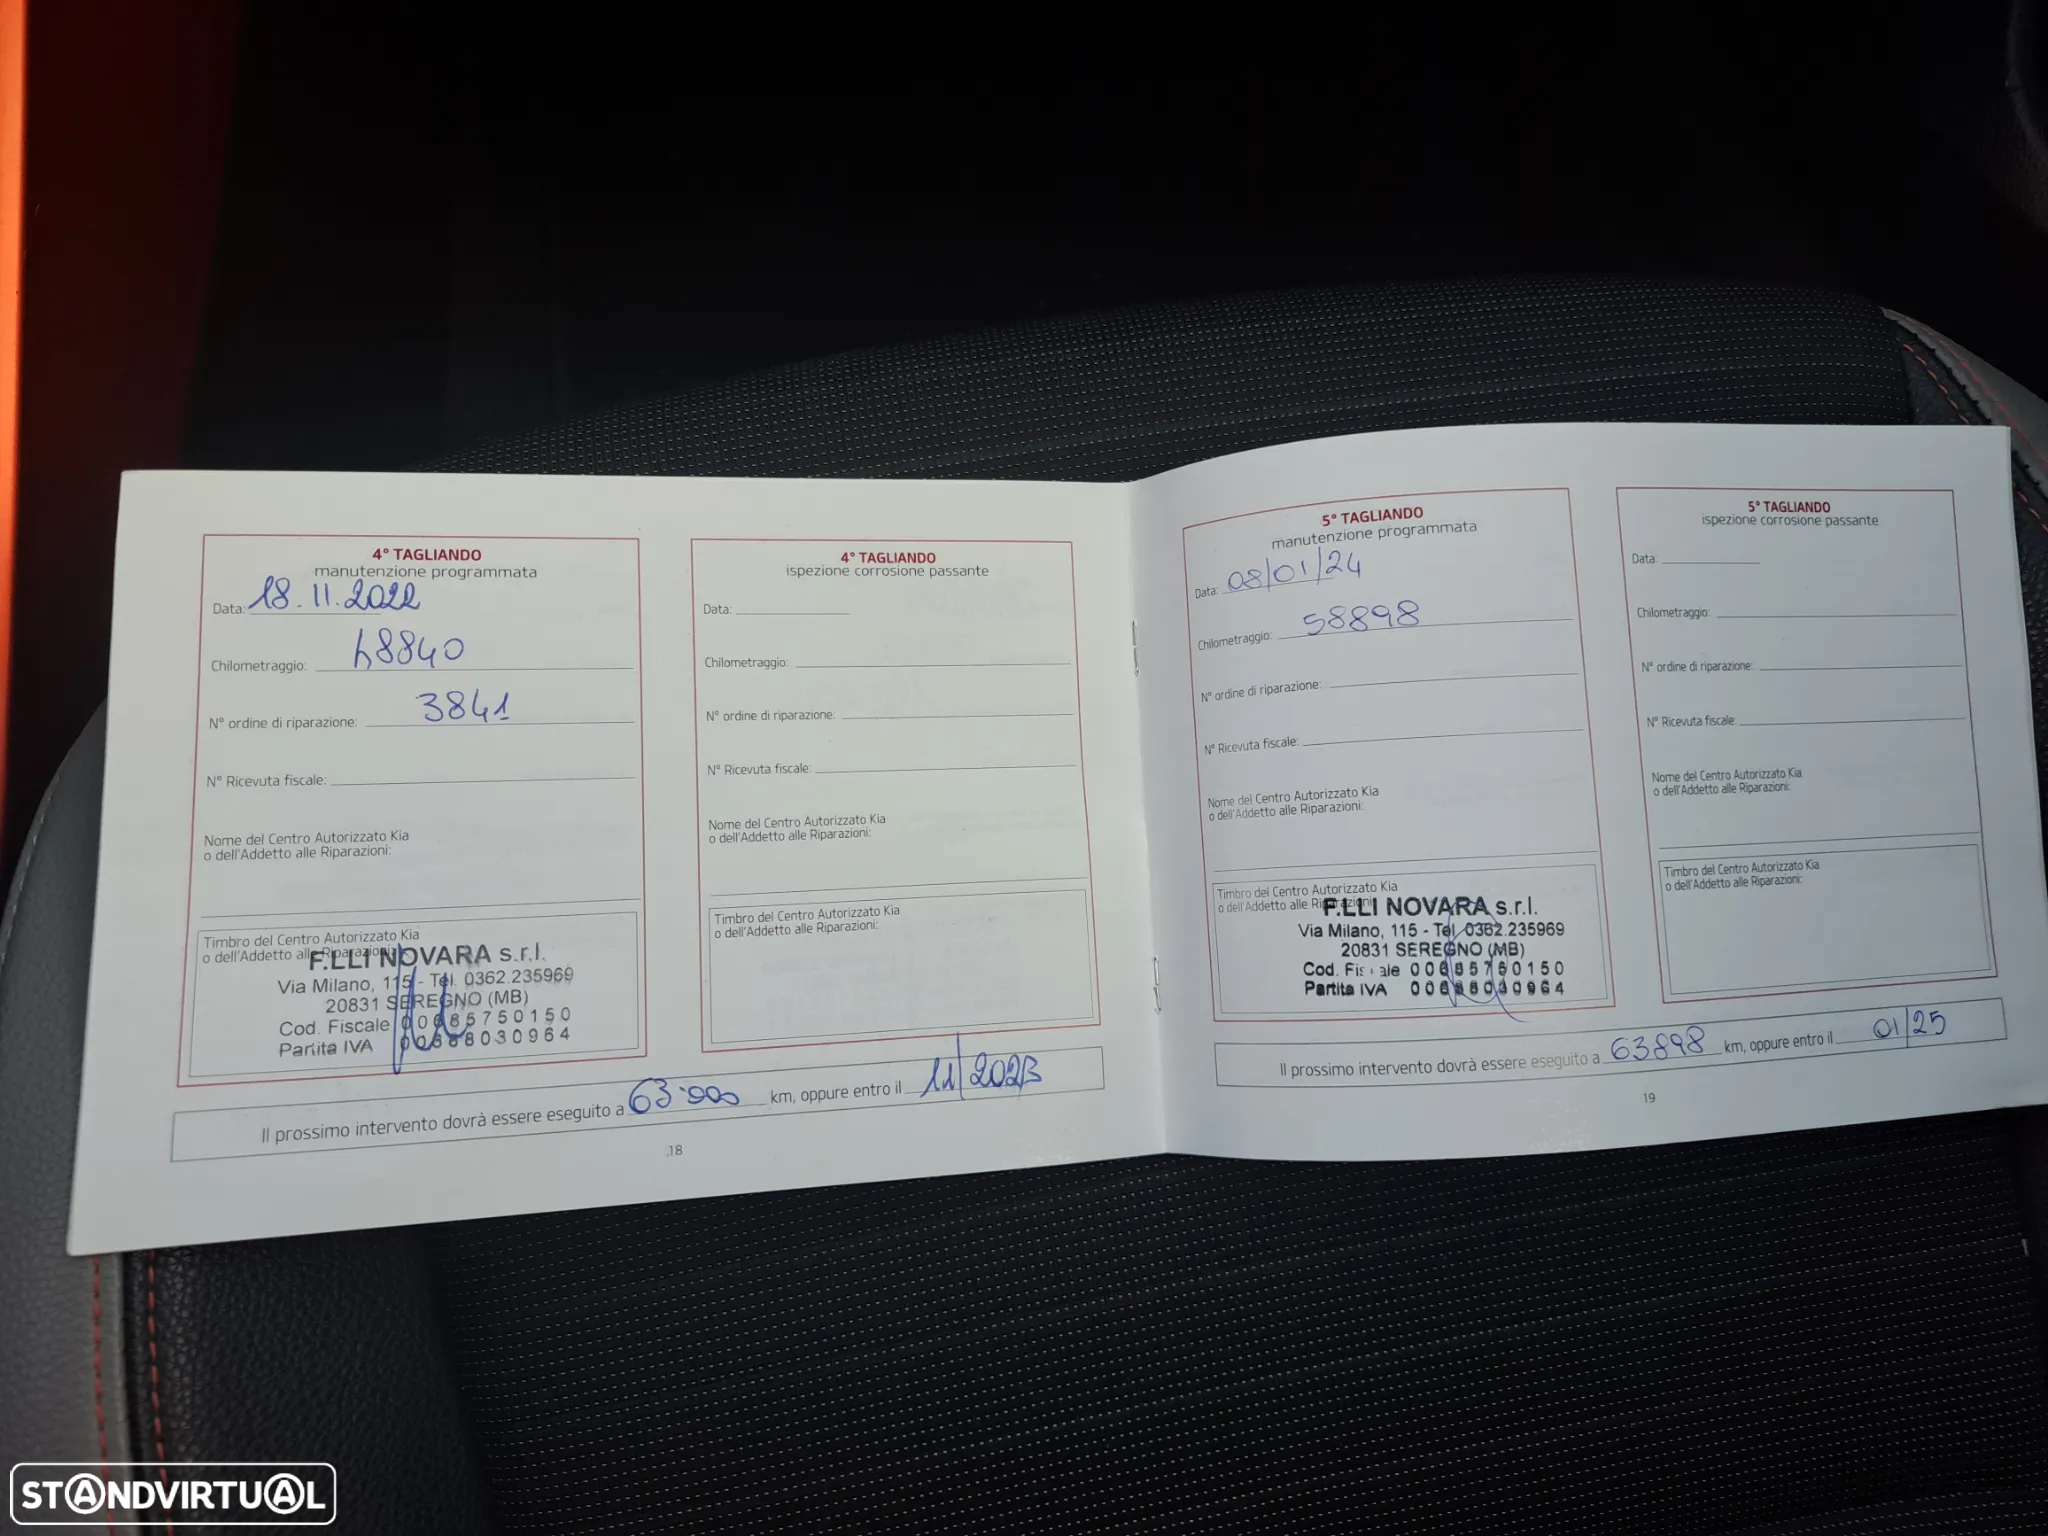 4° TAGLIANDO
manutenzione programmata
Data: 18.11.2022
Chilometraggio: 48840
N° ordine di riparazione: 3841
N° Ricevuta fiscale:
Nome del Centro Autorizzato Kia
o dell'Addetto alle Riparazioni:
Timbro del Centro Autorizzato Kia
o dell'Addetto alle Riparazioni:
F.LLI NOVARA s.r.l.
Via Milano, 115 - Tel. 0362.235969
20831 SEREGNO (MB)
Cod. Fiscale 00685750150
Partita IVA 00688030964
4° TAGLIANDO
ispezione corrosione passante
Data:
Chilometraggio:
N° ordine di riparazione:
N° Ricevuta fiscale:
Nome del Centro Autorizzato Kia
o dell'Addetto alle Riparazioni:
Timbro del Centro Autorizzato Kia
o dell'Addetto alle Riparazioni:
Il prossimo intervento dovrà essere eseguito a 63.000 km, oppure entro il 11/2023
18
5° TAGLIANDO
manutenzione programmata
Data: 08/01/24
Chilometraggio: 58898
N° ordine di riparazione:
N° Ricevuta fiscale:
Nome del Centro Autorizzato Kia
o dell'Addetto alle Riparazioni:
Timbro del Centro Autorizzato Kia
o dell'Addetto alle Riparazioni:
F.LLI NOVARA s.r.l.
Via Milano, 115 - Tel. 0362.235969
20831 SEREGNO (MB)
Cod. Fiscale 00685750150
Partita IVA 00688030964
5° TAGLIANDO
ispezione corrosione passante
Data:
Chilometraggio:
N° ordine di riparazione:
N° Ricevuta fiscale:
Nome del Centro Autorizzato Kia
o dell'Addetto alle Riparazioni:
Timbro del Centro Autorizzato Kia
o dell'Addetto alle Riparazioni:
Il prossimo intervento dovrà essere eseguito a 63898 km, oppure entro il 01/25
19
STANDVIRTUAL